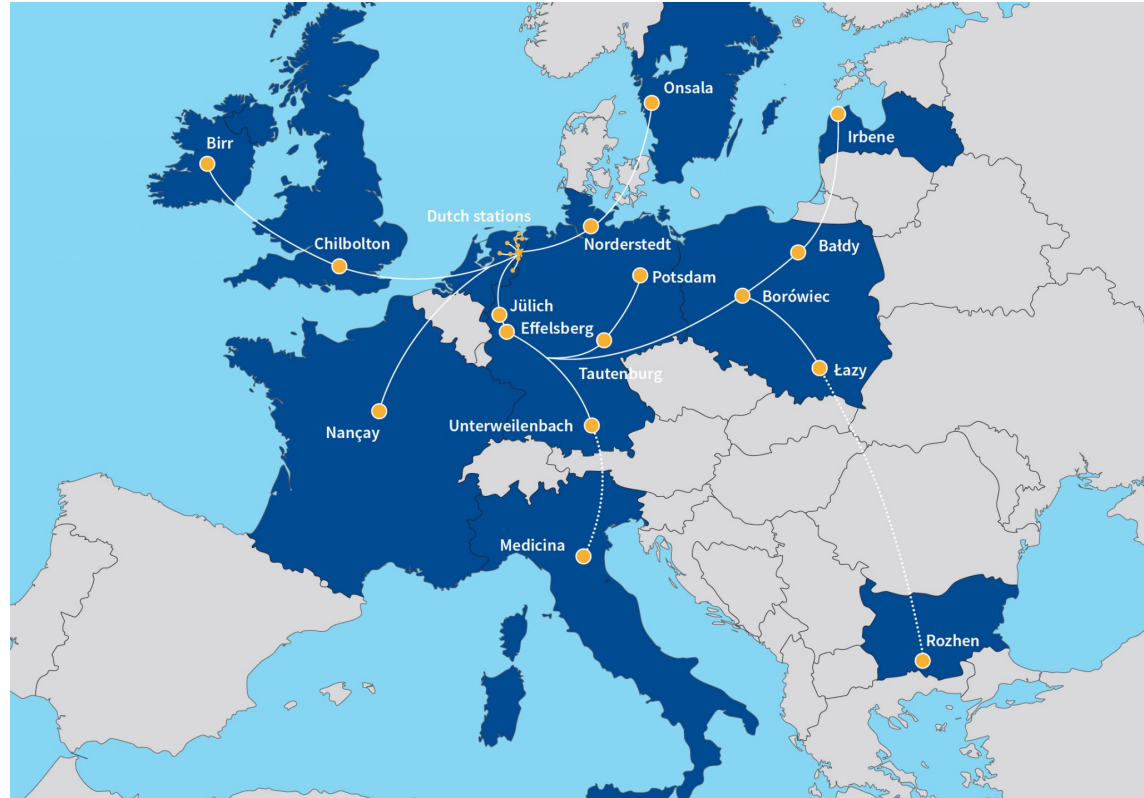 Onsala
Irbene
Birr
Dutch stations
Chilbolton
Norderstedt
Bałdy
Potsdam
Borówiec
Jülich
Effelsberg
Tautenburg
Łazy
Nançay
Unterweilenbach
Medicina
Rozhen